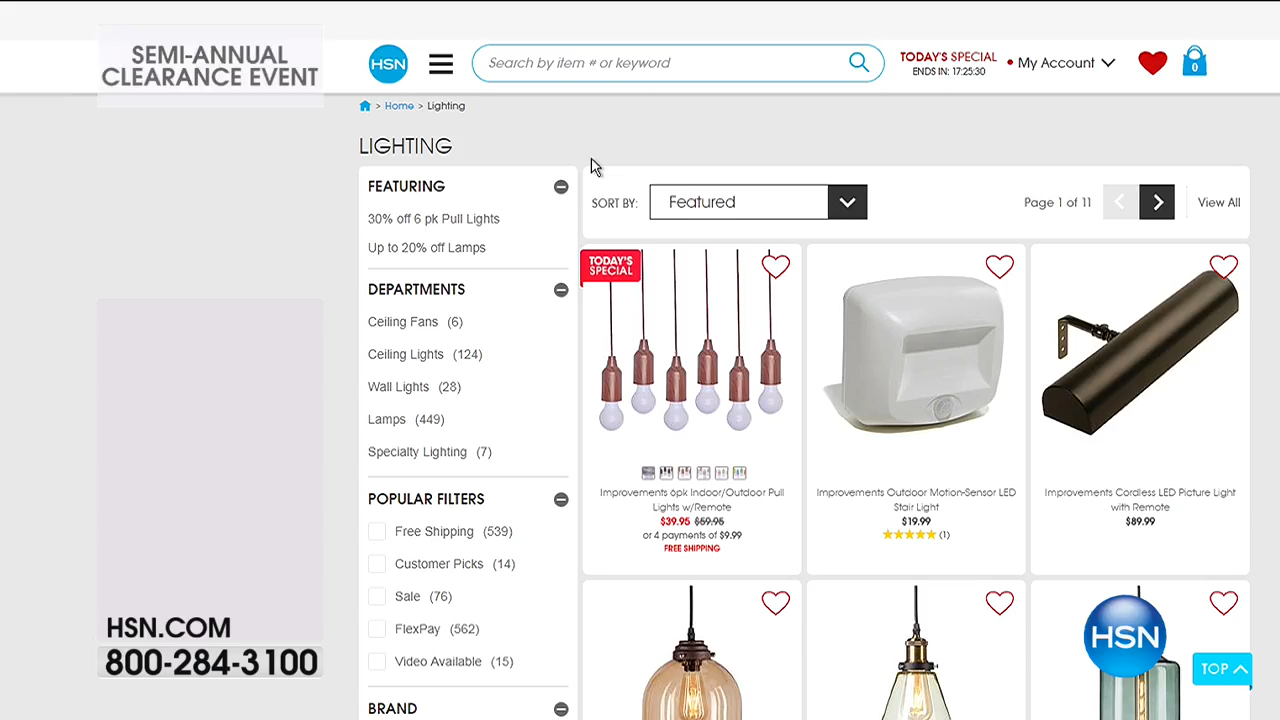 SEMI-ANNUAL
CLEARANCE EVENT
HSN
Search by item # or keyword
TODAY'S SPECIAL
ENDS IN: 17:25:30
My Account
0
> Home > Lighting
LIGHTING
FEATURING
30% off 6 pk Pull Lights
Up to 20% off Lamps
DEPARTMENTS
Ceiling Fans (6)
Ceiling Lights (124)
Wall Lights (28)
Lamps (449)
Specialty Lighting (7)
POPULAR FILTERS
Free Shipping (539)
Customer Picks (14)
Sale (76)
FlexPay (562)
Video Available (15)
BRAND
SORT BY: Featured
Page 1 of 11
View All
TODAY'S
SPECIAL
Improvements 6pk Indoor/Outdoor Pull
Lights w/Remote
$39.95 $59.95
or 4 payments of $9.99
FREE SHIPPING
Improvements Outdoor Motion-Sensor LED
Stair Light
$19.99
(1)
Improvements Cordless LED Picture Light
with Remote
$89.99
HSN
TOP
HSN.COM
800-284-3100